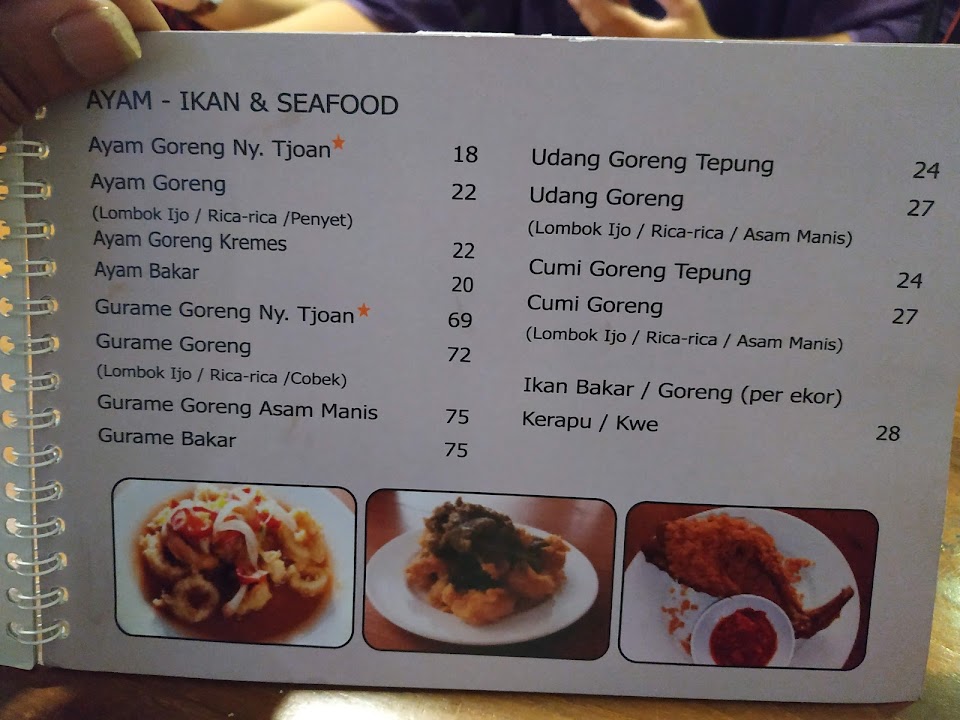 AYAM - IKAN & SEAFOOD
Ayam Goreng Ny. Tjoan 18
Ayam Goreng 22
(Lombok Ijo / Rica-rica /Penyet)
Ayam Goreng Kremes 22
Ayam Bakar 20
Gurame Goreng Ny. Tjoan 69
Gurame Goreng 72
(Lombok Ijo / Rica-rica /Cobek)
Gurame Goreng Asam Manis 75
Gurame Bakar 75
Udang Goreng Tepung 24
Udang Goreng 27
(Lombok Ijo / Rica-rica / Asam Manis)
Cumi Goreng Tepung 24
Cumi Goreng 27
(Lombok Ijo / Rica-rica / Asam Manis)
Ikan Bakar / Goreng (per ekor)
Kerapu / Kwe 28